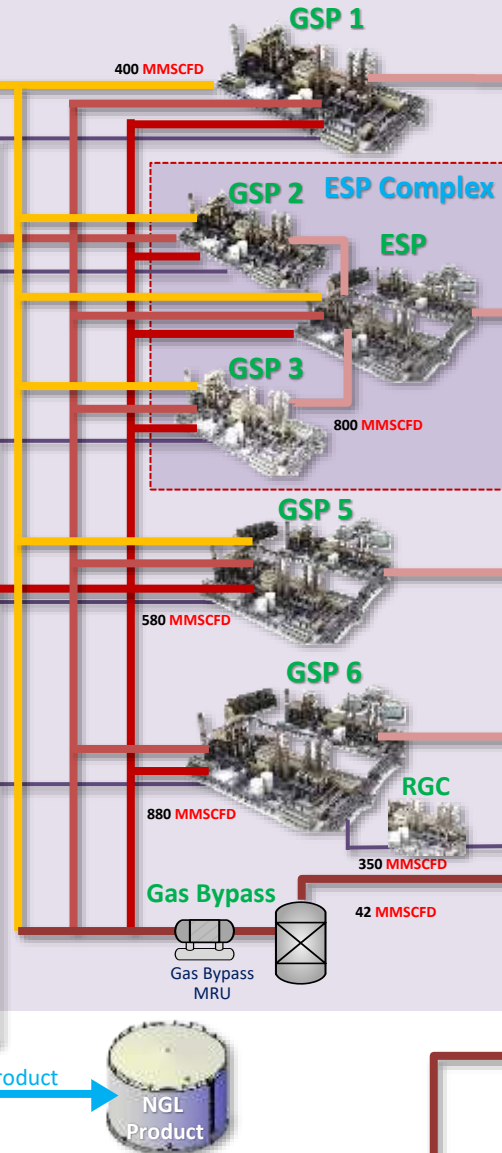 GSP 1
400 MMSCFD
GSP 2
ESP Complex
ESP
GSP 3
800 MMSCFD
GSP 5
580 MMSCFD
GSP 6
880 MMSCFD
RGC
350 MMSCFD
Gas Bypass
42 MMSCFD
Gas Bypass
MRU
NGL
Product